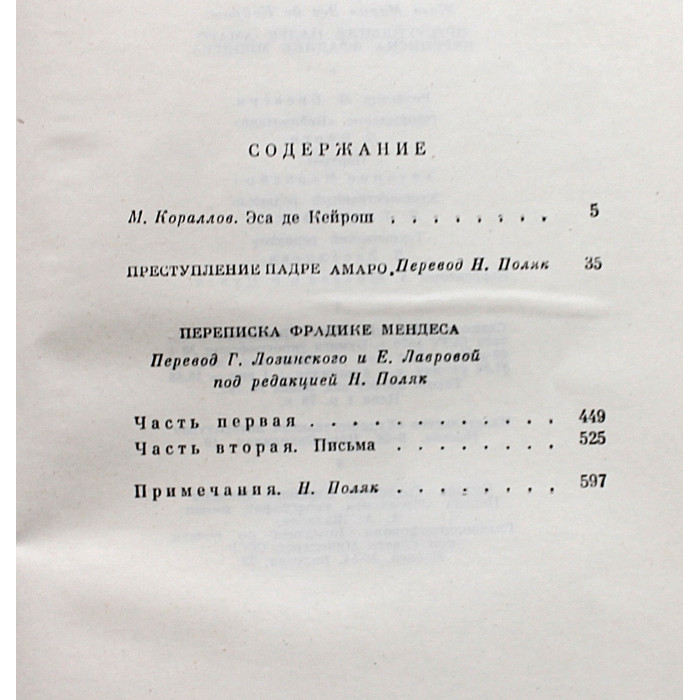 СОДЕРЖАНИЕ
М. Кораллов. Эса де Кейрош . . . . . . . . 5
ПРЕСТУПЛЕНИЕ ПАДРЕ АМАРО. Перевод Н. Поляк 35
ПЕРЕПИСКА ФРАДИКЕ МЕНДЕСА
Перевод Г. Лозинского и Е. Лавровой
под редакцией Н. Поляк
Часть первая . . . . . . . . . . . . 449
Часть вторая. Письма . . . . . . . . 525
Примечания. Н. Поляк . . . . . . . . 597